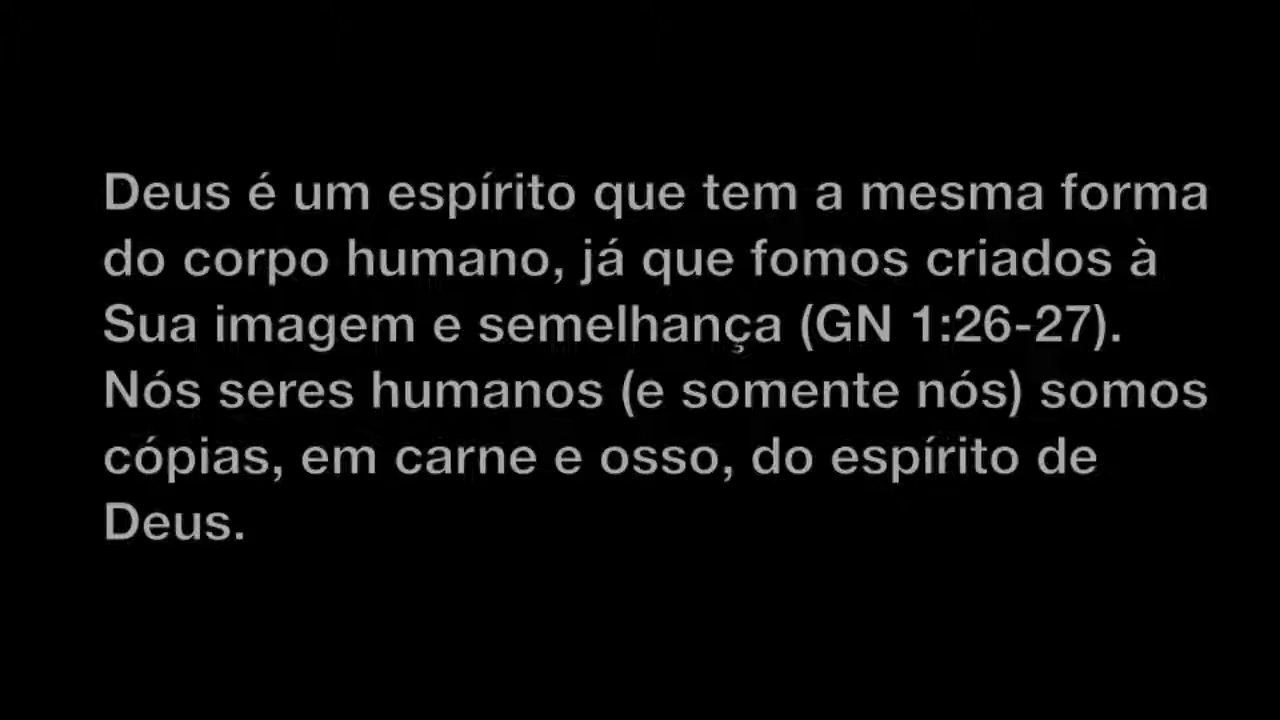 Deus é um espírito que tem a mesma forma
do corpo humano, já que fomos criados à
Sua imagem e semelhança (GN 1:26-27).
Nós seres humanos (e somente nós) somos
cópias, em carne e osso, do espírito de
Deus.